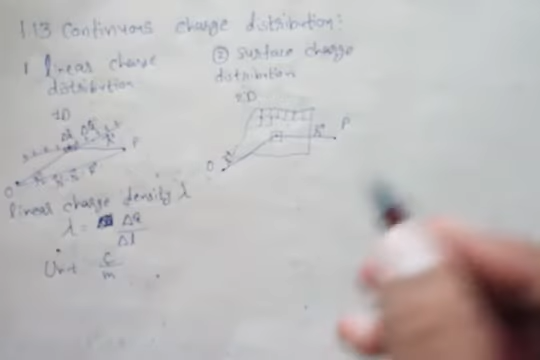 1.13 Continuous charge distribution:
1 linear charge
distribution
1D
Δl
O
P
linear charge density λ
λ = Δq
Δl
Unit C
m
② surface charge
distribution
2D
O
P